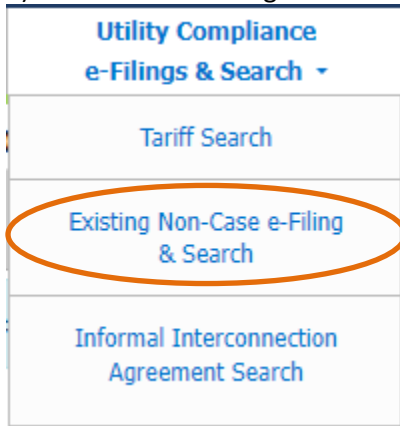 Utility Compliance
e-Filings & Search
Tariff Search
Existing Non-Case e-Filing
& Search
Informal Interconnection
Agreement Search